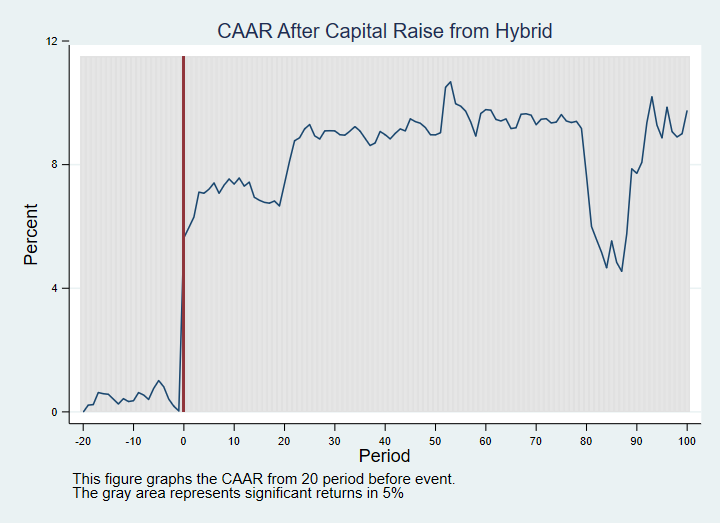 CAAR After Capital Raise from Hybrid
12
8
4
0
Percent
-20 -10 0 10 20 30 40 50 60 70 80 90 100
Period
This figure graphs the CAAR from 20 period before event.
The gray area represents significant returns in 5%